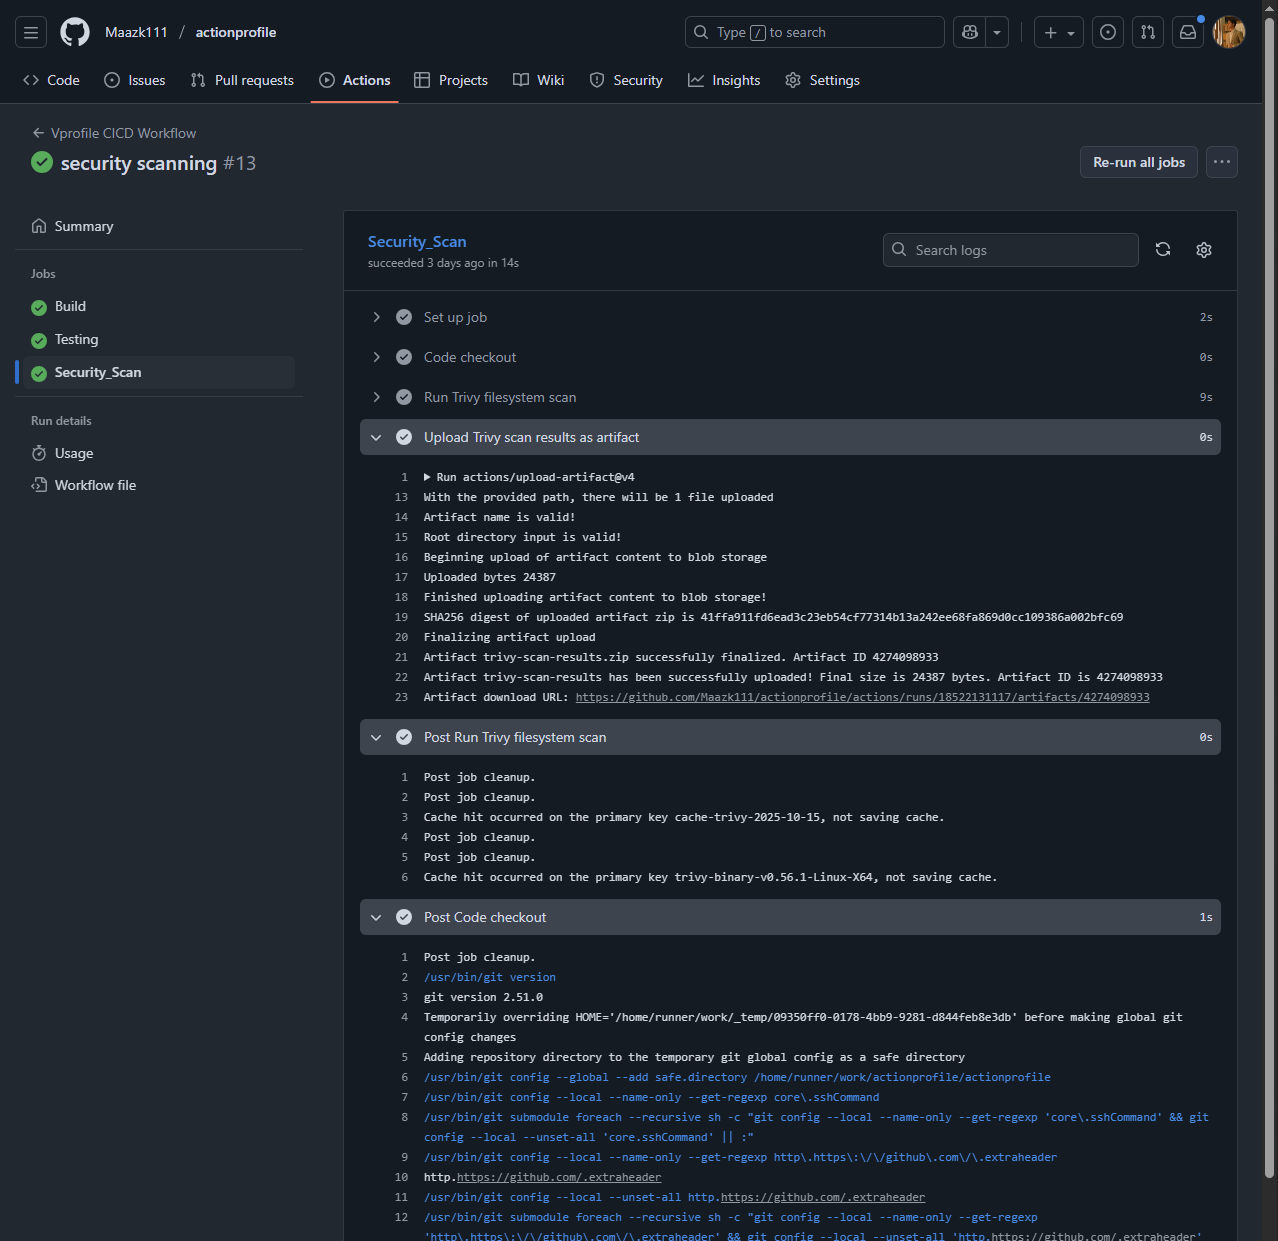 Maazk111 / actionprofile
Type / to search
Code
Issues
Pull requests
Actions
Projects
Wiki
Security
Insights
Settings
Vprofile CICD Workflow
security scanning #13
Re-run all jobs
Summary
Jobs
Build
Testing
Security_Scan
Run details
Usage
Workflow file
Security_Scan
succeeded 3 days ago in 14s
Search logs
Set up job 2s
Code checkout 0s
Run Trivy filesystem scan 9s
Upload Trivy scan results as artifact 0s
1 Run actions/upload-artifact@v4
13 With the provided path, there will be 1 file uploaded
14 Artifact name is valid!
15 Root directory input is valid!
16 Beginning upload of artifact content to blob storage
17 Uploaded bytes 24387
18 Finished uploading artifact content to blob storage!
19 SHA256 digest of uploaded artifact zip is 41ffa911fd6ead3c23eb54cf77314b13a242ee68fa869d0cc109386a002bfc69
20 Finalizing artifact upload
21 Artifact trivy-scan-results.zip successfully finalized. Artifact ID 4274098933
22 Artifact trivy-scan-results has been successfully uploaded! Final size is 24387 bytes. Artifact ID is 4274098933
23 Artifact download URL: https://github.com/Maazk111/actionprofile/actions/runs/18522131117/artifacts/4274098933
Post Run Trivy filesystem scan 0s
1 Post job cleanup.
2 Post job cleanup.
3 Cache hit occurred on the primary key cache-trivy-2025-10-15, not saving cache.
4 Post job cleanup.
5 Post job cleanup.
6 Cache hit occurred on the primary key trivy-binary-v0.56.1-Linux-X64, not saving cache.
Post Code checkout 1s
1 Post job cleanup.
2 /usr/bin/git version
3 git version 2.51.0
4 Temporarily overriding HOME='/home/runner/work/_temp/09350ff0-0178-4bb9-9281-d844feb8e3db' before making global git
config changes
5 Adding repository directory to the temporary git global config as a safe directory
6 /usr/bin/git config --global --add safe.directory /home/runner/work/actionprofile/actionprofile
7 /usr/bin/git config --local --name-only --get-regexp core\.sshCommand
8 /usr/bin/git submodule foreach --recursive sh -c "git config --local --name-only --get-regexp 'core\.sshCommand' && git
config --local --unset-all 'core.sshCommand' || :"
9 /usr/bin/git config --local --name-only --get-regexp http\.https\:\/\/github\.com\/\.extraheader
10 http.https://github.com/.extraheader
11 /usr/bin/git config --local --unset-all http.https://github.com/.extraheader
12 /usr/bin/git submodule foreach --recursive sh -c "git config --local --name-only --get-regexp
'http\.https\:\/\/github\.com\/\.extraheader' && git config --local --unset-all 'http.https://github.com/.extraheader'